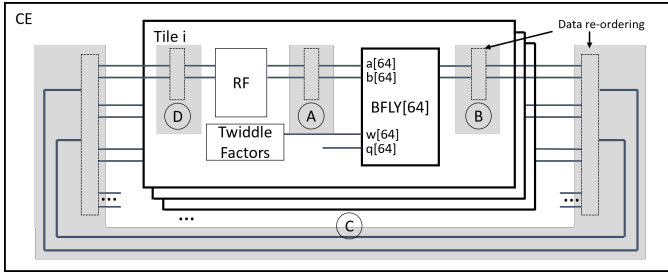 CE
Data re-ordering
Tile i
RF
a[64]
b[64]
BFLY[64]
D
A
B
Twiddle
Factors
w[64]
q[64]
...
...
...
C